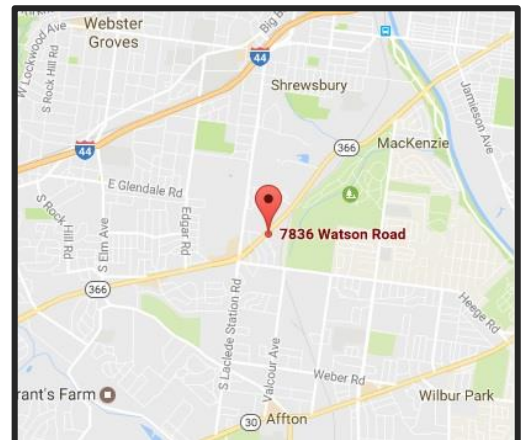 Webster
Groves
W Lockwood Ave
S Rock Hill Rd
Big B
44
Shrewsbury
Jamieson Ave
366
MacKenzie
44
E Glendale Rd
S Rock
Hill Rd
S Elm Ave
Edgar Rd
7836 Watson Road
366
S Laclede Station Rd
Valcour Ave
Heege Rd
Weber Rd
rant's Farm
Wilbur Park
30
Affton